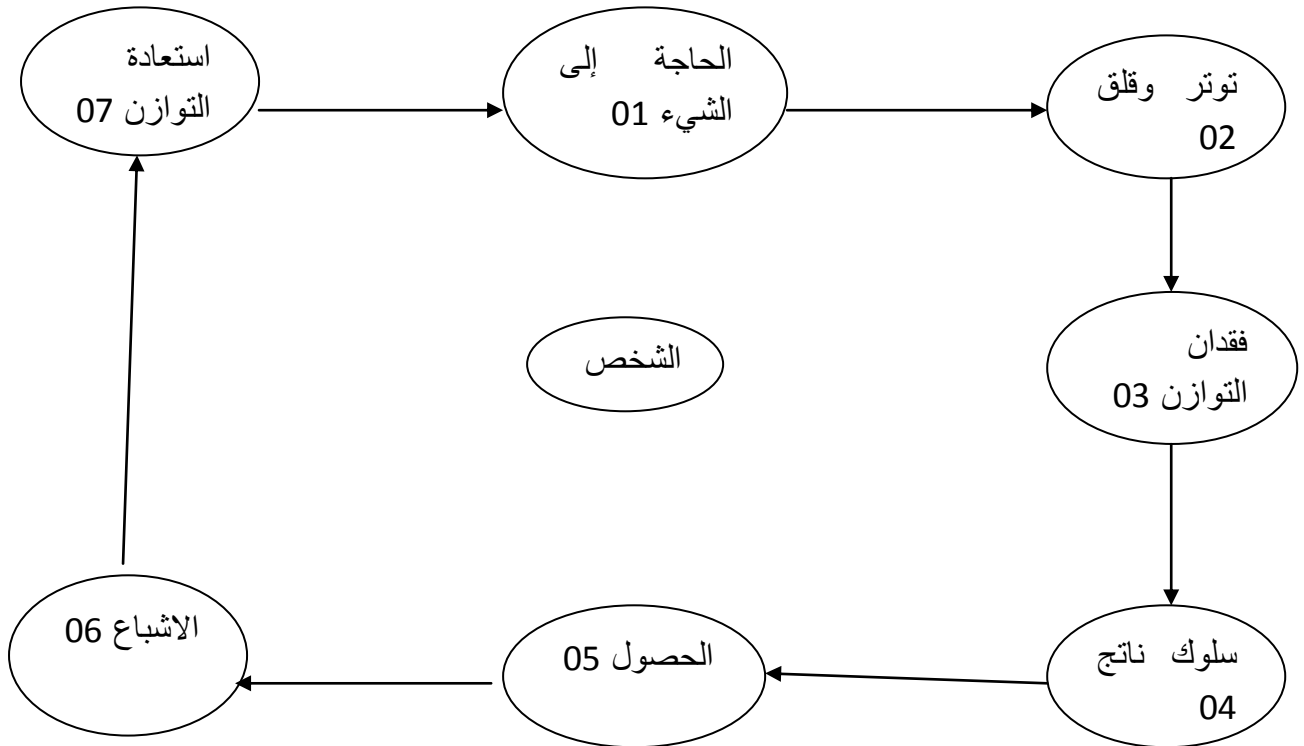 الحاجة إلى
الشيء 01
توتر وقلق
02
فقدان
التوازن 03
سلوك ناتج
04
الحصول 05
الاشباع 06
استعادة
التوازن 07
الشخص